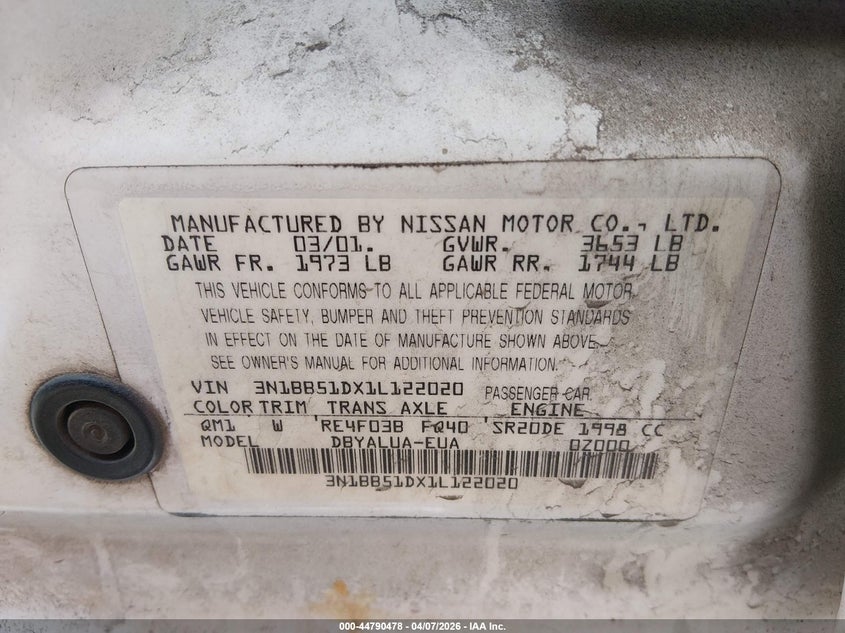 MANUFACTURED BY NISSAN MOTOR CO., LTD.
DATE 03/01. GVWR. 3653 LB
GAWR FR. 1973 LB GAWR RR. 1744 LB
THIS VEHICLE CONFORMS TO ALL APPLICABLE FEDERAL MOTOR
VEHICLE SAFETY, BUMPER AND THEFT PREVENTION STANDARDS
IN EFFECT ON THE DATE OF MANUFACTURE SHOWN ABOVE.
SEE OWNER'S MANUAL FOR ADDITIONAL INFORMATION.
VIN 3N1BB51DX1L122020 PASSENGER CAR
COLOR TRIM TRANS AXLE ENGINE
QM1 W 'RE4F03B FQ40 'SR20DE 1998 CC
MODEL DBYALUA-EUA 0Z000
3N1BB51DX1L122020
000-44790478 - 04/07/2026 - IAA Inc.